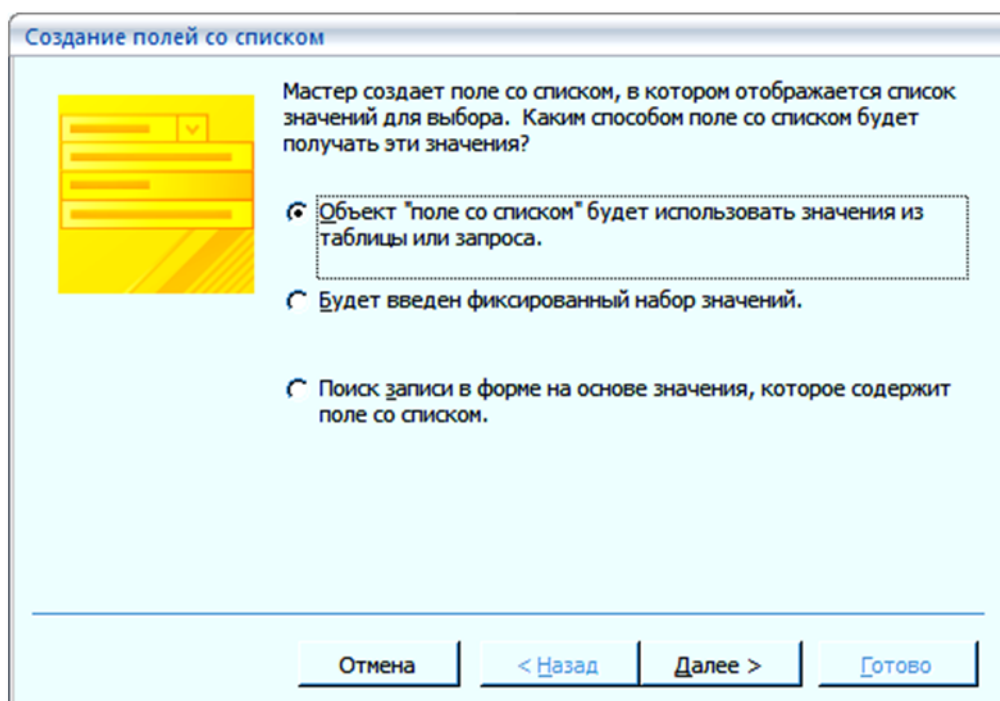 Создание полей со списком
Мастер создает поле со списком, в котором отображается список
значений для выбора. Каким способом поле со списком будет
получать эти значения?
Объект "поле со списком" будет использовать значения из
таблицы или запроса.
Будет введен фиксированный набор значений.
Поиск записи в форме на основе значения, которое содержит
поле со списком.
Отмена
< Назад
Далее >
Готово